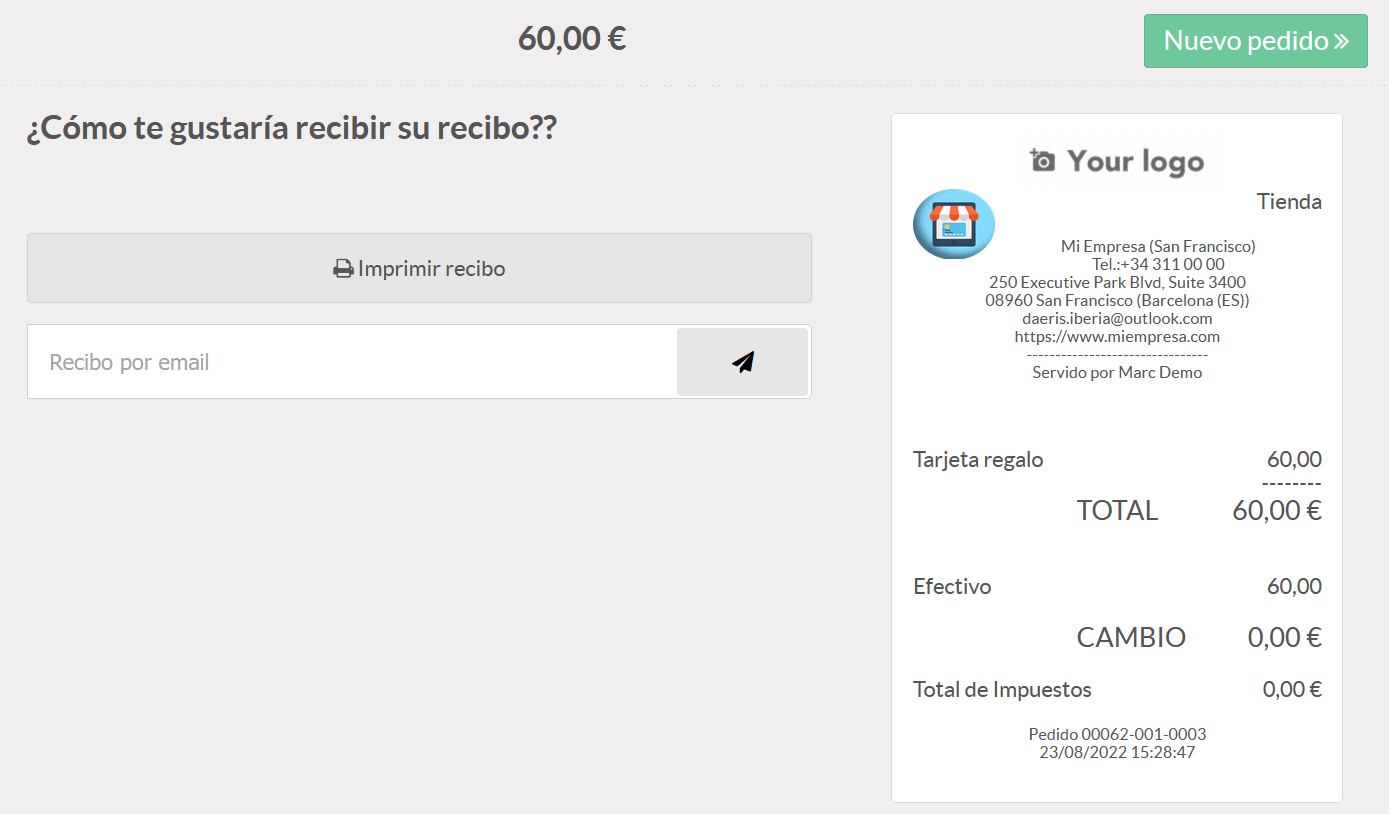 60,00 €
Nuevo pedido »
¿Cómo te gustaría recibir su recibo??
Imprimir recibo
Recibo por email
Your logo
Tienda
Mi Empresa (San Francisco)
Tel.:+34 311 00 00
250 Executive Park Blvd, Suite 3400
08960 San Francisco (Barcelona (ES))
daeris.iberia@outlook.com
https://www.miempresa.com
--------------------------------
Servido por Marc Demo
Tarjeta regalo 60,00
--------
TOTAL 60,00 €
Efectivo 60,00
CAMBIO 0,00 €
Total de Impuestos 0,00 €
Pedido 00062-001-0003
23/08/2022 15:28:47